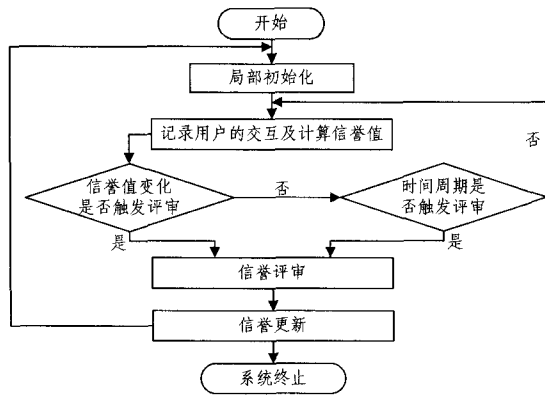 开始
局部初始化
记录用户的交互及计算信誉值
否
信誉值变化
是否触发评审
否
时间周期是
否触发评审
是
是
信誉评审
信誉更新
系统终止